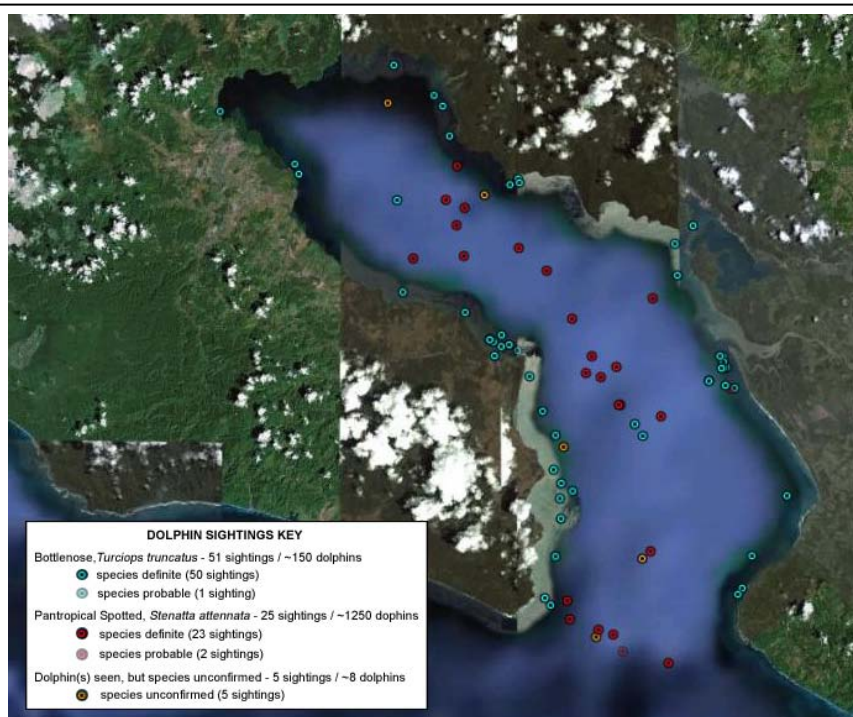 DOLPHIN SIGHTINGS KEY
Bottlenose, Turciops truncatus - 51 sightings / ~150 dolphins
species definite (50 sightings)
species probable (1 sighting)
Pantropical Spotted, Stenatta attennata - 25 sightings / ~1250 dophins
species definite (23 sightings)
species probable (2 sightings)
Dolphin(s) seen, but species unconfirmed - 5 sightings / ~8 dolphins
species unconfirmed (5 sightings)